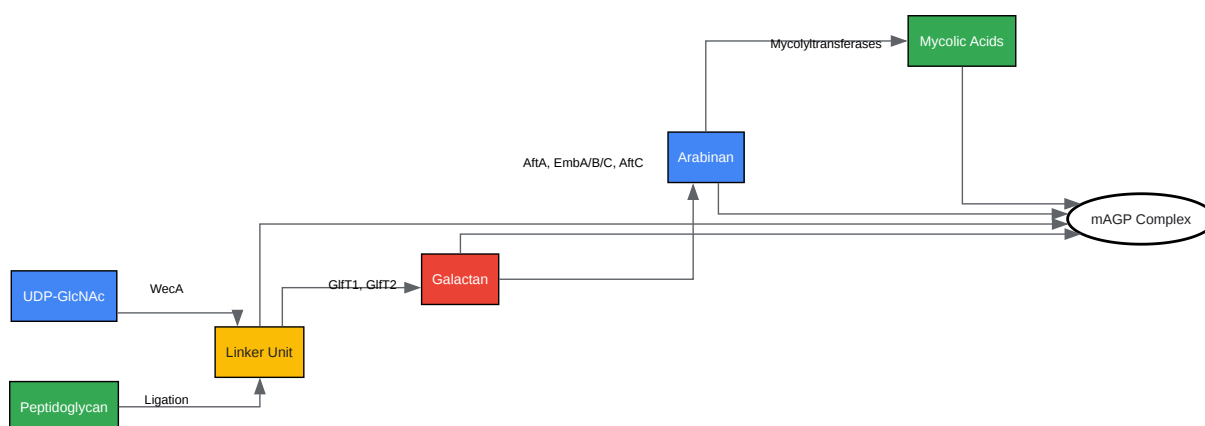 Mycolic Acids
Mycolyltransferases
Arabinan
AftA, EmbA/B/C, AftC
mAGP Complex
Galactan
GlfT1, GlfT2
UDP-GlcNAc
WecA
Linker Unit
Peptidoglycan
Ligation